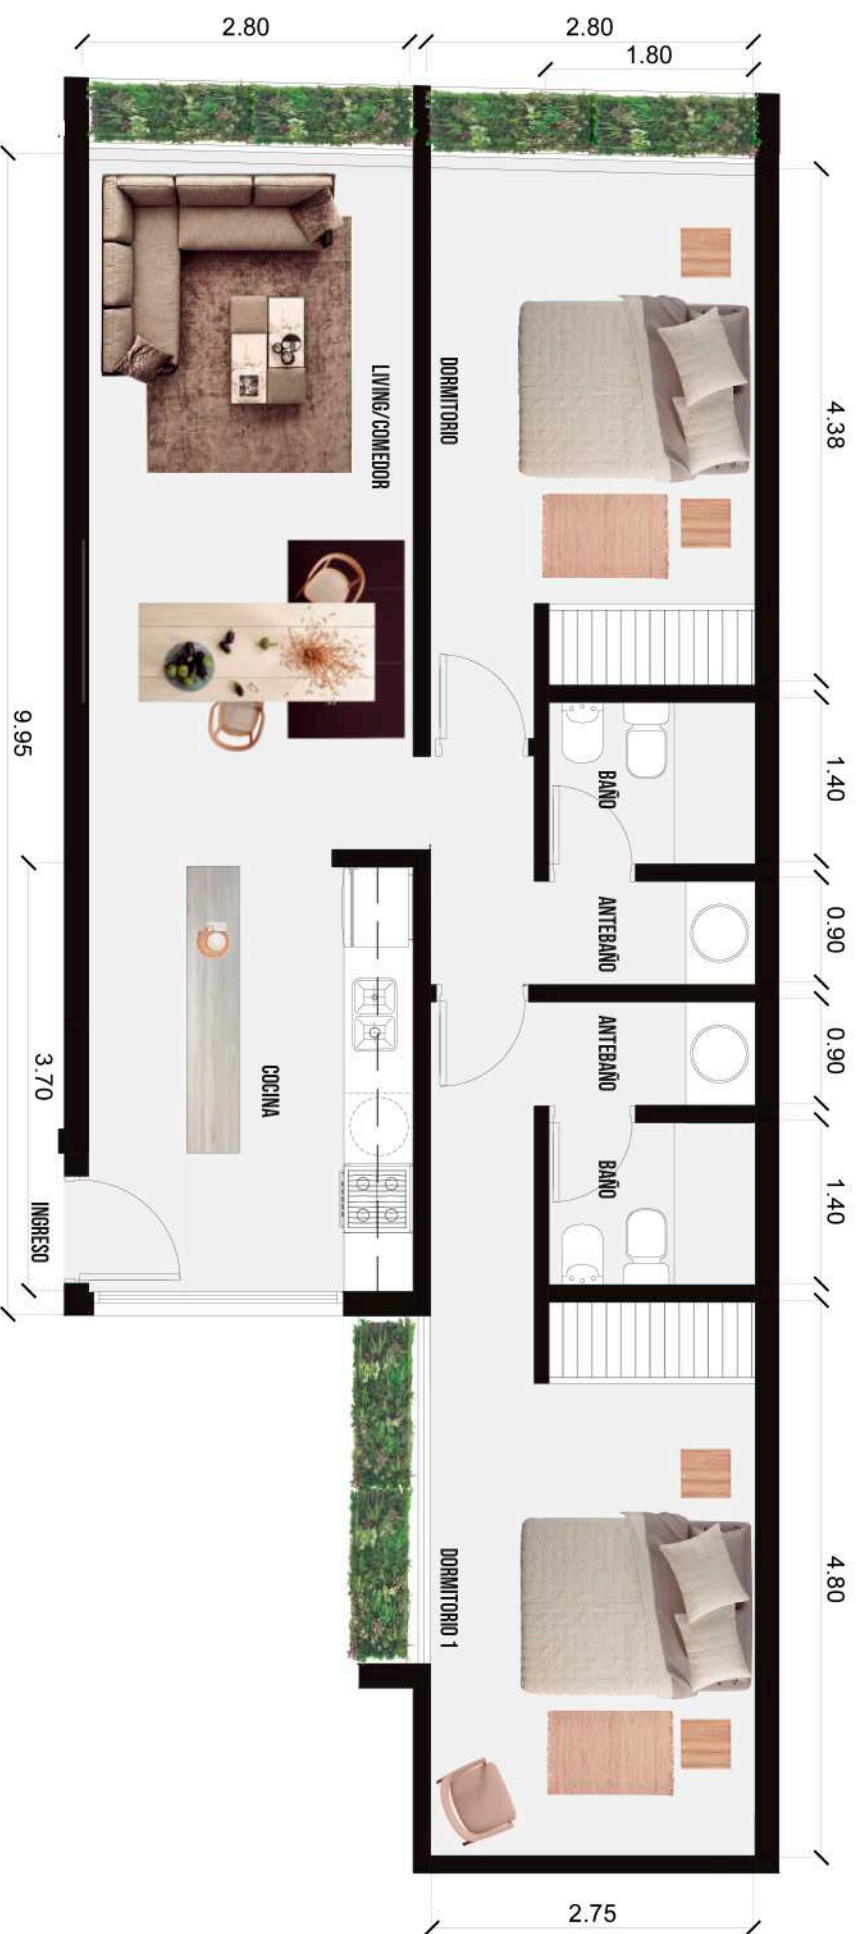 2.80
2.80
1.80
DORMITORIO
4.38
LIVING/COMEDOR
9.95
BAÑO
1.40
ANTEBAÑO
0.90
ANTEBAÑO
0.90
3.70
COCINA
BAÑO
1.40
INGRESO
DORMITORIO 1
4.80
2.75